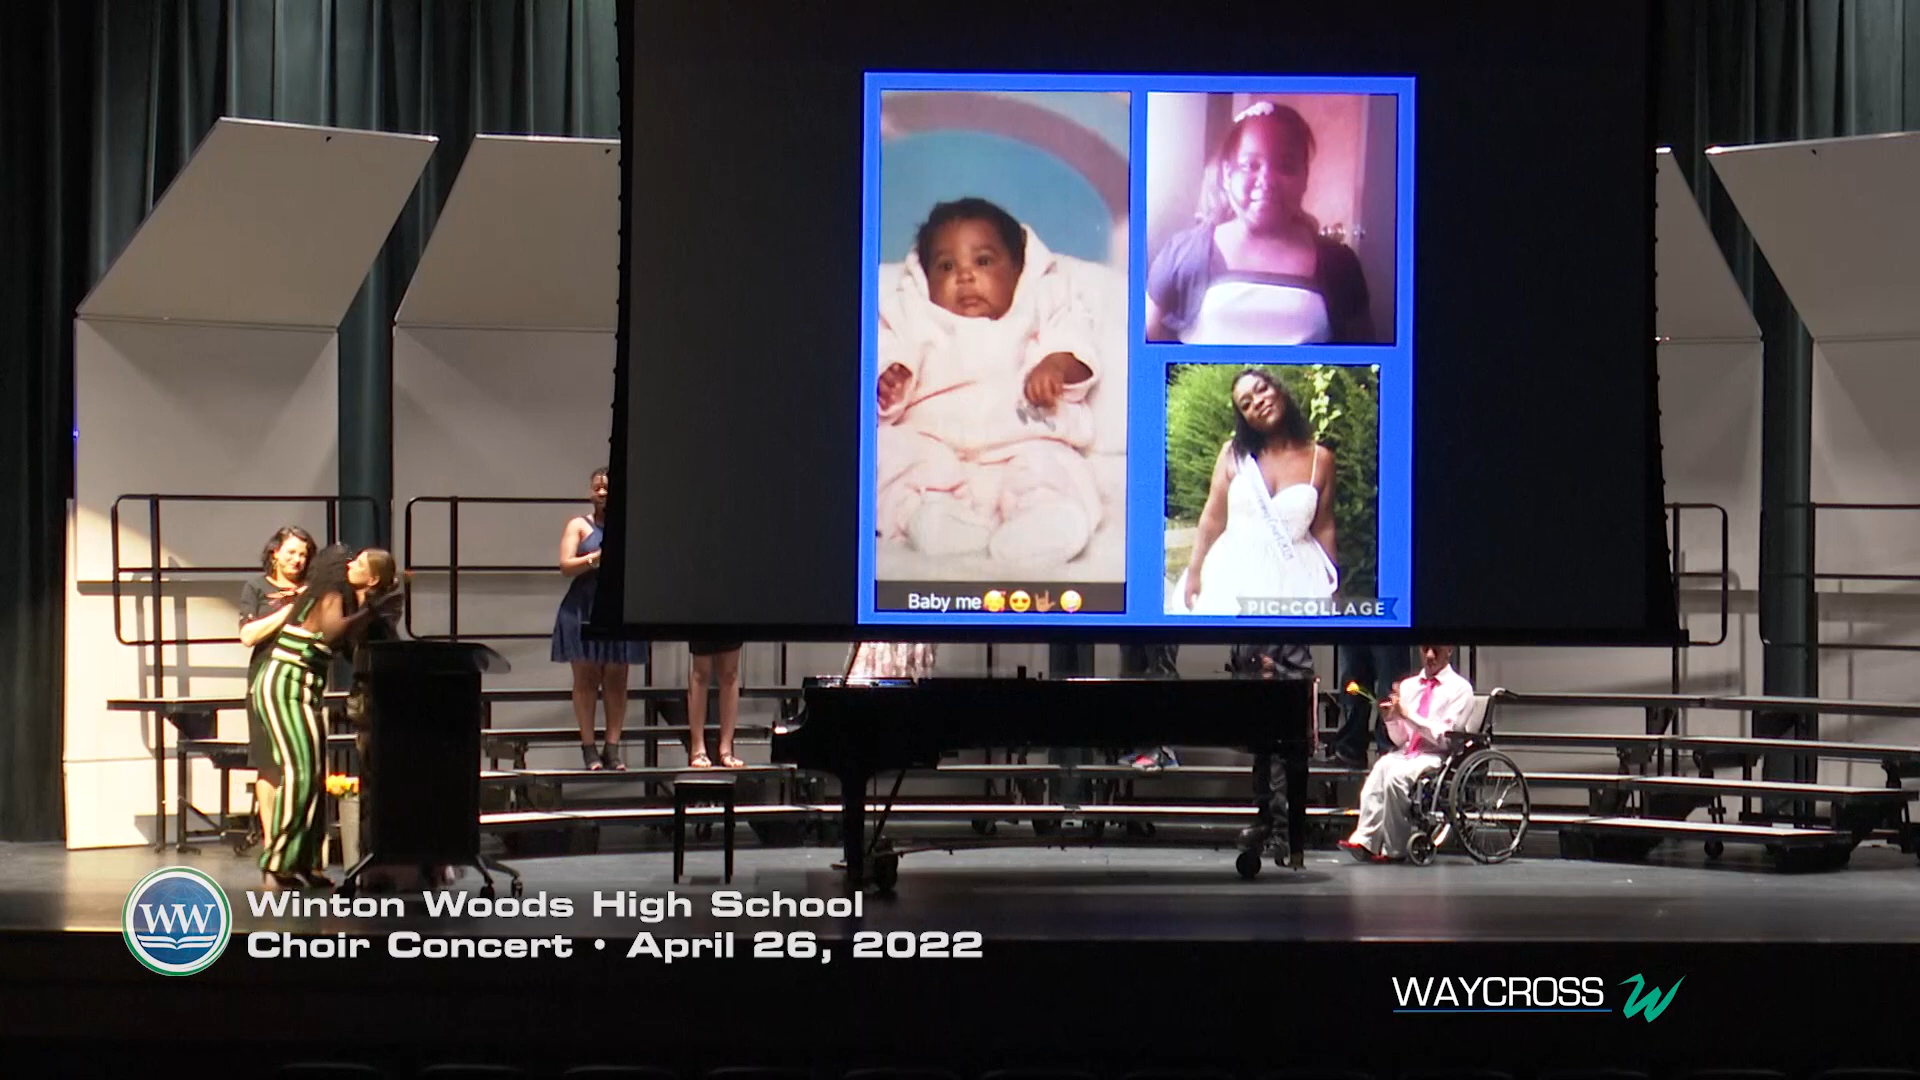 Baby me🥰😍🤟🏾🤪
PIC•COLLAGE
WW
Winton Woods High School
Choir Concert • April 26, 2022
WAYCROSS W